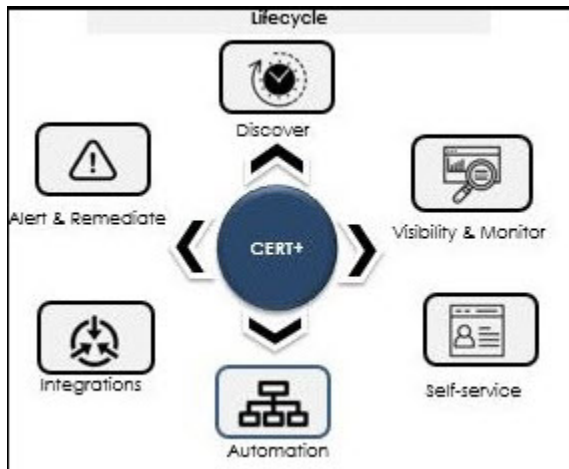 Lifecycle
Discover
Alert & Remediate
Visibility & Monitor
CERT+
Integrations
Self-service
Automation